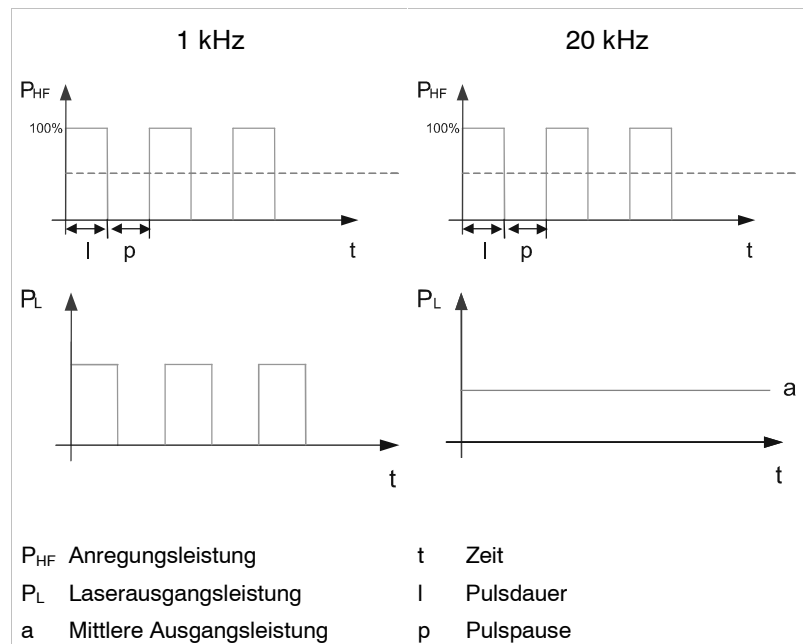 1 kHz
20 kHz
PHF
100%
l
p
t
PHF
100%
l
p
t
PL
t
PL
a
t
PHF Anregungsleistung
t Zeit
PL Laserausgangsleistung
l Pulsdauer
a Mittlere Ausgangsleistung
p Pulspause